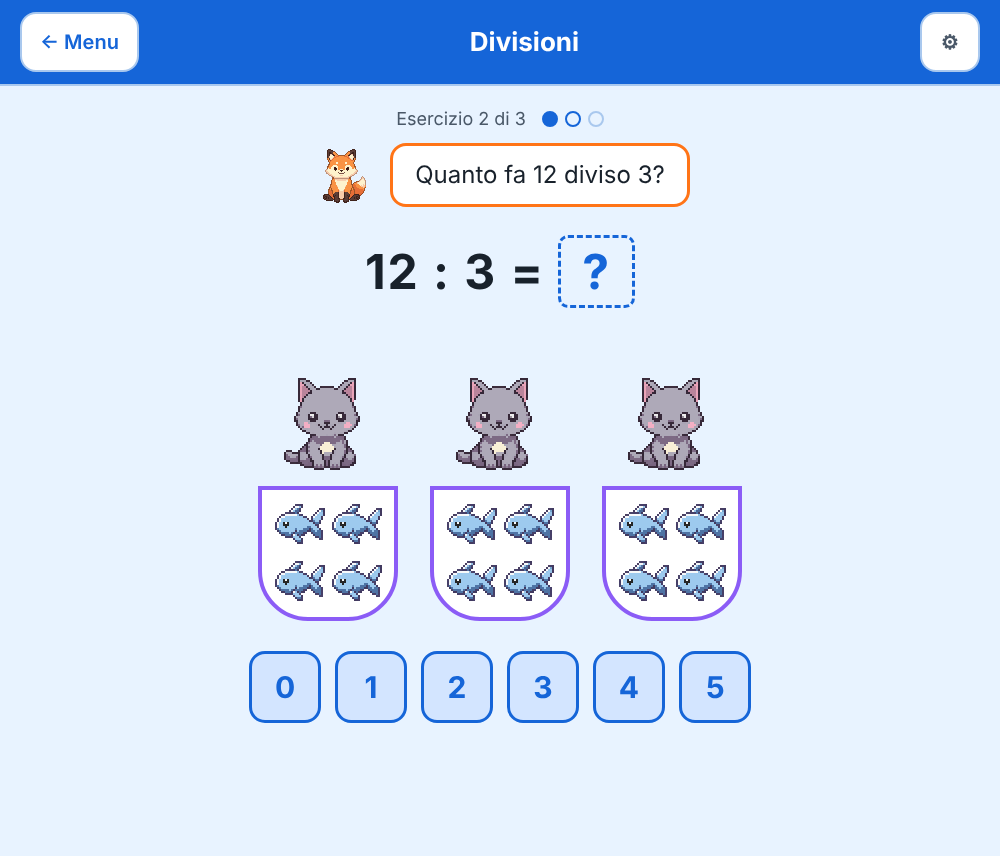 ← Menu
Divisioni
⚙
Esercizio 2 di 3
Quanto fa 12 diviso 3?
12 : 3 = ?
0 1 2 3 4 5